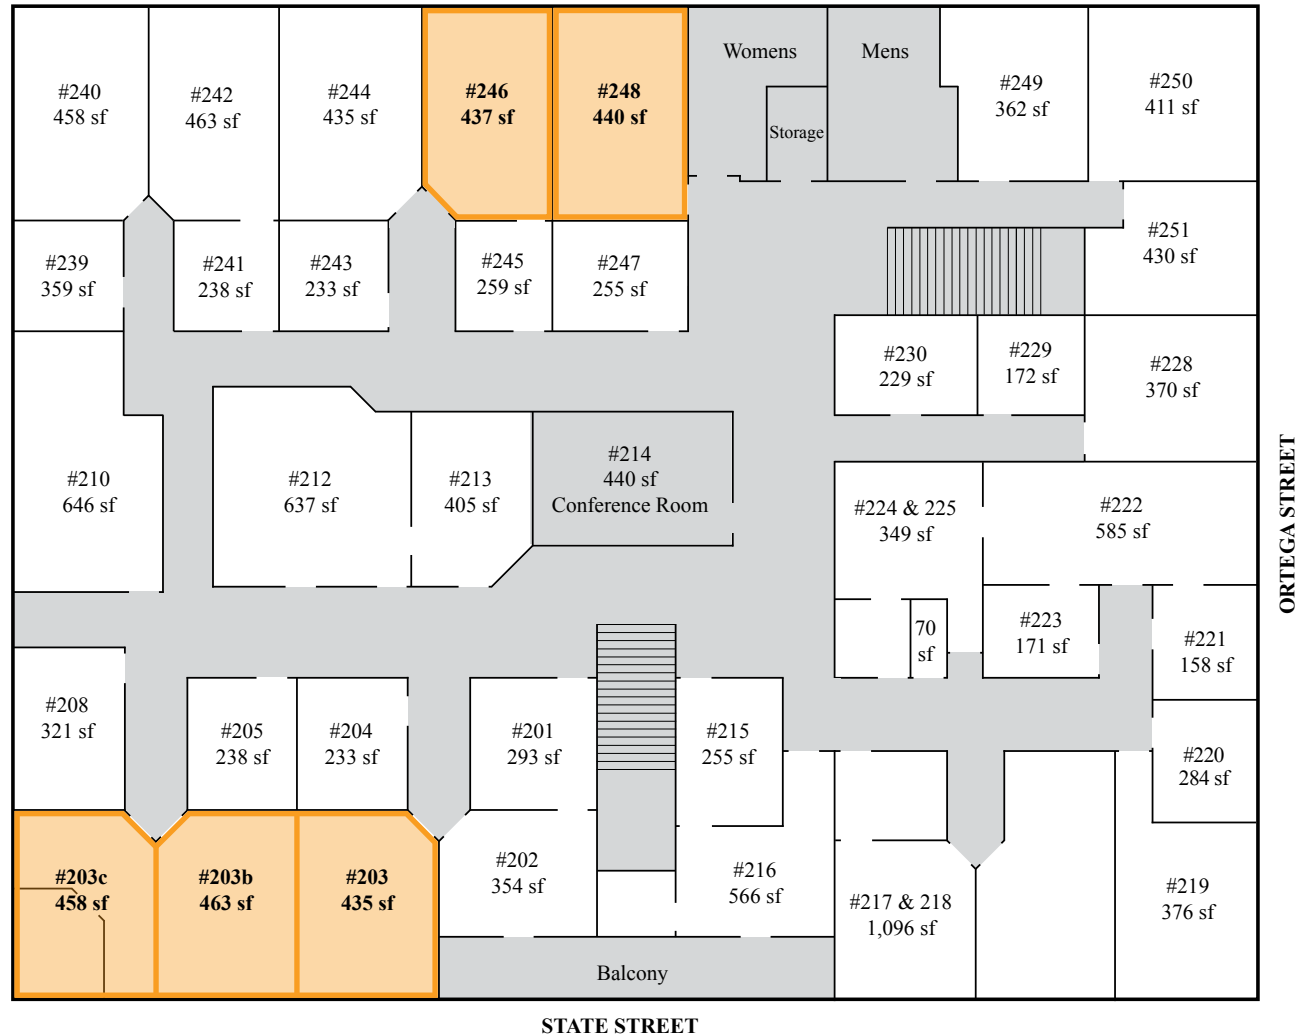 #240
458 sf
#242
463 sf
#244
435 sf
#246
437 sf
#248
440 sf
Womens
Storage
Mens
#249
362 sf
#250
411 sf
#239
359 sf
#241
238 sf
#243
233 sf
#245
259 sf
#247
255 sf
#251
430 sf
#230
229 sf
#229
172 sf
#228
370 sf
#210
646 sf
#212
637 sf
#213
405 sf
#214
440 sf
Conference Room
#224 & 225
349 sf
#222
585 sf
ORTEGA STREET
70
sf
#223
171 sf
#221
158 sf
#208
321 sf
#205
238 sf
#204
233 sf
#201
293 sf
#215
255 sf
#220
284 sf
#203c
458 sf
#203b
463 sf
#203
435 sf
#202
354 sf
#216
566 sf
#217 & 218
1,096 sf
#219
376 sf
Balcony
STATE STREET